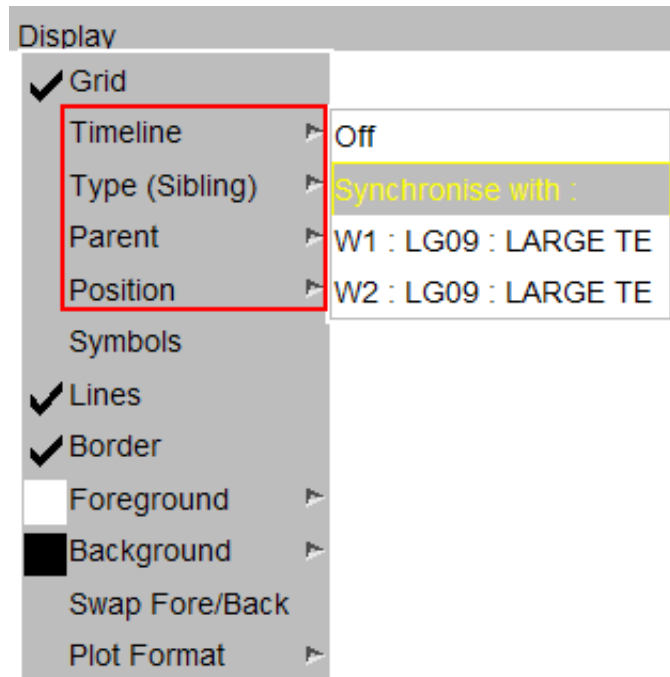 Display
Grid
Timeline
Off
Type (Sibling)
Synchronise with :
Parent
W1 : LG09 : LARGE TE
Position
W2 : LG09 : LARGE TE
Symbols
Lines
Border
Foreground
Background
Swap Fore/Back
Plot Format